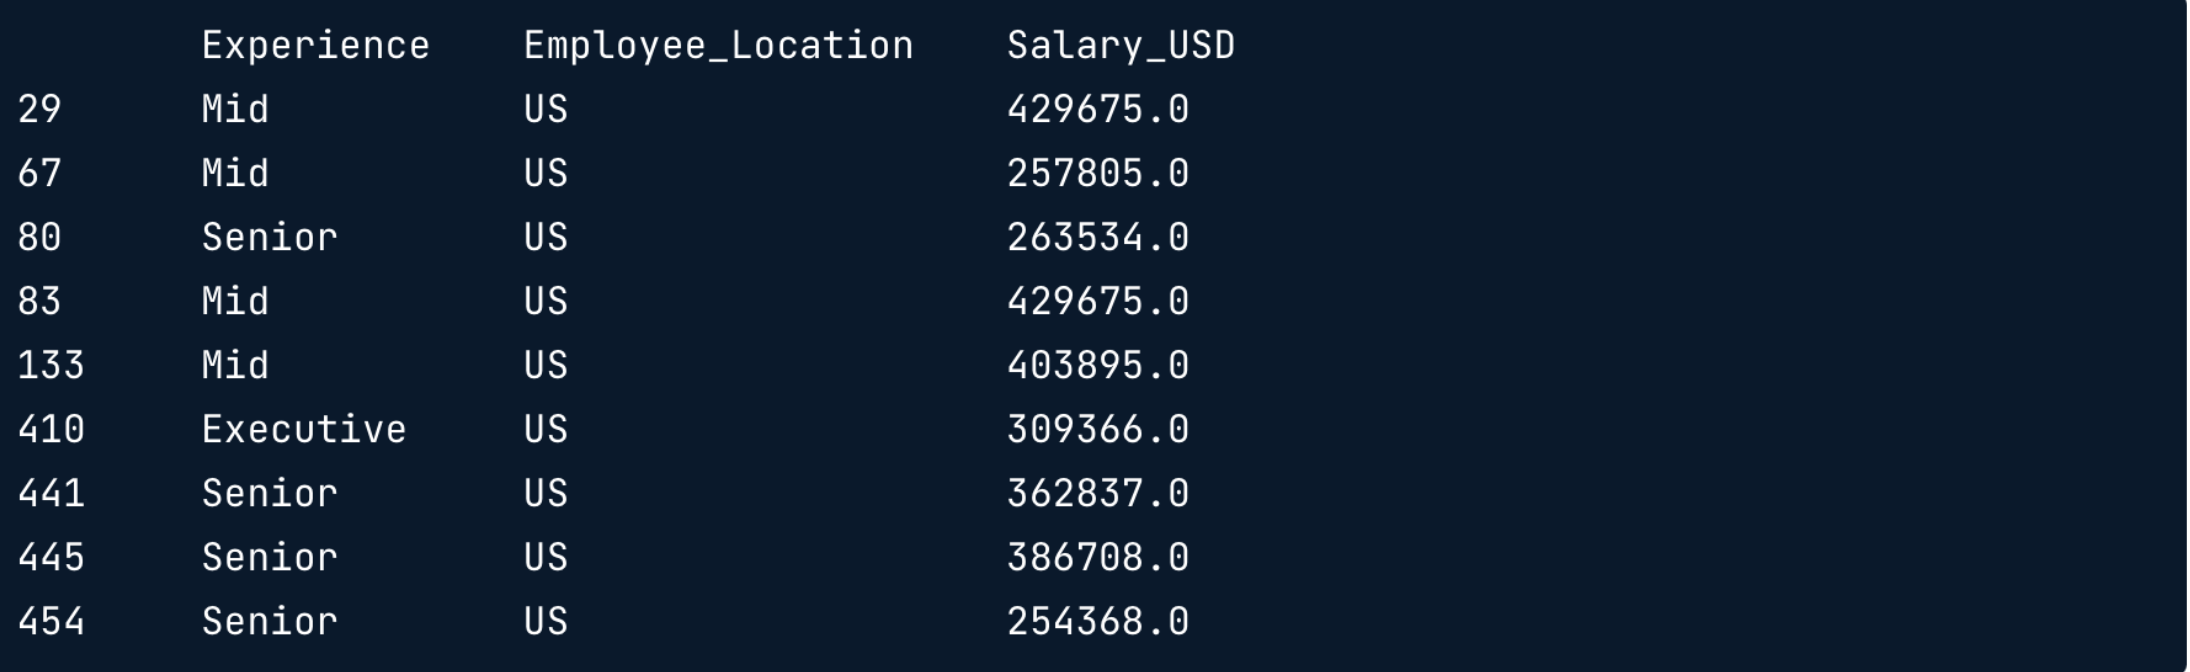 Experience Employee_Location Salary_USD
29 Mid US 429675.0
67 Mid US 257805.0
80 Senior US 263534.0
83 Mid US 429675.0
133 Mid US 403895.0
410 Executive US 309366.0
441 Senior US 362837.0
445 Senior US 386708.0
454 Senior US 254368.0